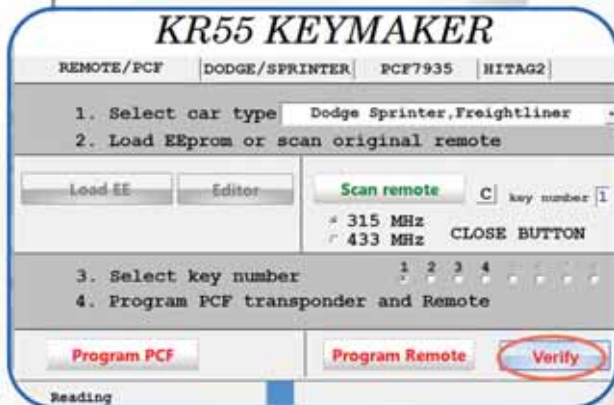 KR55 KEYMAKER
REMOTE/PCF DODGE/SPRINTER PCF7935 HITAG2
1. Select car type Dodge Sprinter,Freightliner
2. Load EEprom or scan original remote
Load EE Editor Scan remote C key number 1
315 MHz
433 MHz CLOSE BUTTON
3. Select key number 1 2 3 4
4. Program PCF transponder and Remote
Program PCF Program Remote Verify
Reading